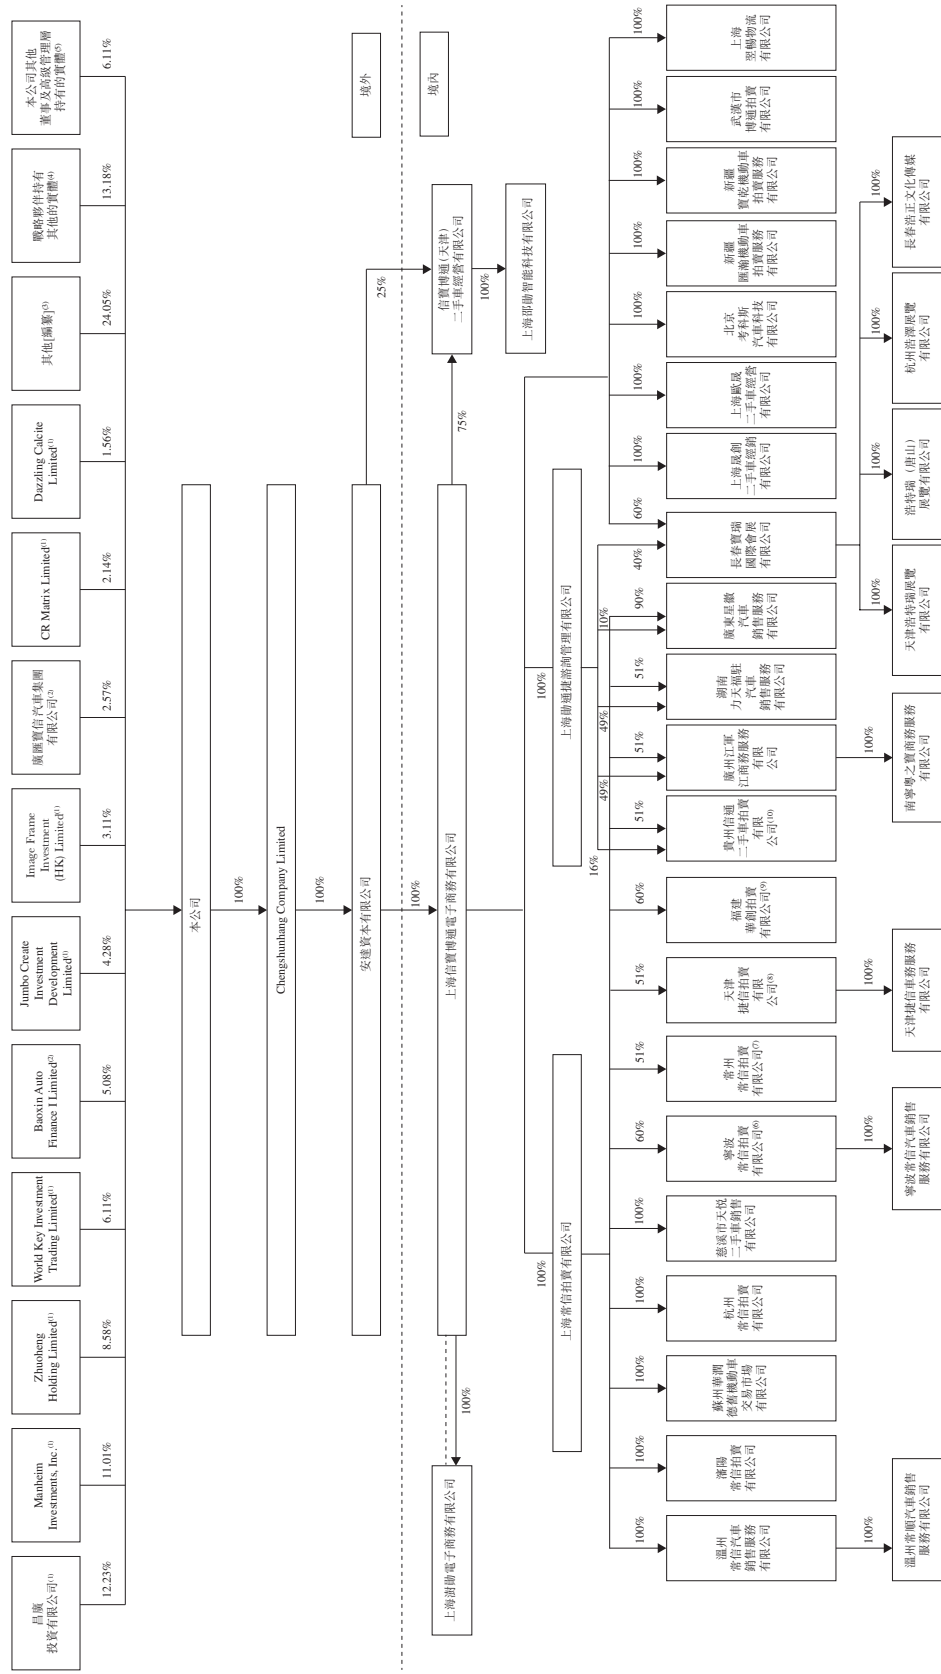 昌廣
投資有限公司(1)
12.23%
Manheim
Investments, Inc.(1)
11.01%
Zhuoheng
Holding Limited(1)
8.58%
World Key Investment
Trading Limited(1)
6.11%
Baoxin Auto
Finance I Limited(2)
5.08%
Jumbo Create
Investment
Development
Limited(1)
4.28%
Image Frame
Investment
(HK) Limited(1)
3.11%
廣匯寶信汽車集團
有限公司(2)
2.57%
CR Matrix Limited(1)
2.14%
Dazzling Calcite
Limited(1)
1.56%
其他[編纂](3)
24.05%
戰略夥伴持有
其他的實體(4)
13.18%
本公司其他
董事及高級管理層
持有的實體(5)
6.11%
本公司
100%
Chengshunhang Company Limited
100%
安達資本有限公司
境外
境內
100%
25%
上海澍勛電子商務有限公司
100%
上海信寶博通電子商務有限公司
75%
信寶博通(天津)
二手車經營有限公司
100%
上海邵勛智能科技有限公司
100%
上海常信拍賣有限公司
100%
上海勛通捷諮詢管理有限公司
16%
49%
49%
10%
100%
溫州
常信汽車
銷售服務
有限公司
100%
瀋陽
常信拍賣
有限公司
100%
蘇州華潤
德舊機動車
交易市場
有限公司
100%
杭州
常信拍賣
有限公司
100%
慈溪市天悅
二手車銷售
有限公司
60%
寧波
常信拍賣
有限公司(6)
51%
常州
常信拍賣
有限公司(7)
51%
天津
捷信拍賣
有限
公司(8)
60%
福建
華創拍賣
有限公司(9)
51%
貴州信通
二手車拍賣
有限
公司(10)
51%
廣州江軍
江商務服務
有限
公司
51%
湖南
力天福駐
汽車
銷售服務
有限公司
90%
廣東星徽
汽車
銷售服務
有限公司
40%
60%
長春寶瑞
國際會展
有限公司
100%
上海晟創
二手車經銷
有限公司
100%
上海歐晟
二手車經營
有限公司
100%
北京
考科斯
汽車科技
有限公司
100%
新疆
匯瀚機動車
拍賣服務
有限公司
100%
新疆
寶乾機動車
拍賣服務
有限公司
100%
武漢市
博通拍賣
有限公司
100%
上海
翌暢物流
有限公司
100%
溫州常順汽車銷售
服務有限公司
100%
寧波常信汽車銷售
服務有限公司
100%
天津捷信車務服務
有限公司
100%
南寧粵之寶商務服務
有限公司
100%
天津浩特瑞展覽
有限公司
100%
浩特瑞（唐山）
展覽有限公司
100%
杭州浩澤展覽
有限公司
100%
長春浩正文化傳媒
有限公司